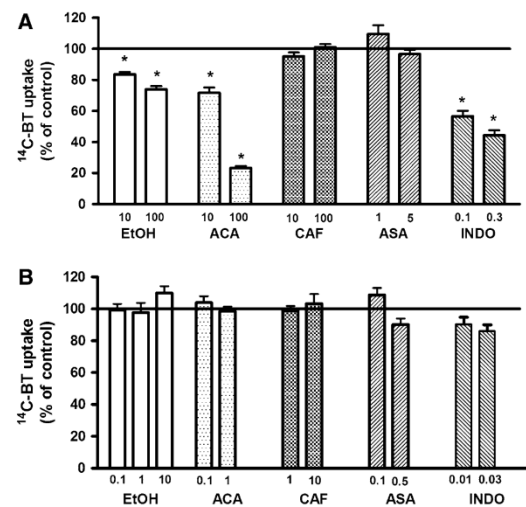 A
120
100
80
60
40
20
0
¹⁴C-BT uptake
(% of control)
* * * * * *
10 100 10 100 10 100 1 5 0.1 0.3
EtOH ACA CAF ASA INDO
B
120
100
80
60
40
20
0
¹⁴C-BT uptake
(% of control)
0.1 1 10 0.1 1 1 10 0.1 0.5 0.01 0.03
EtOH ACA CAF ASA INDO